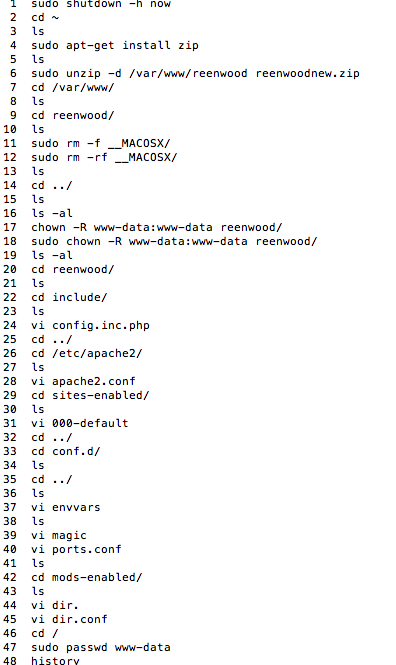 1 sudo shutdown -h now
2 cd ~
3 ls
4 sudo apt-get install zip
5 ls
6 sudo unzip -d /var/www/reenwood reenwoodnew.zip
7 cd /var/www/
8 ls
9 cd reenwood/
10 ls
11 sudo rm -f __MACOSX/
12 sudo rm -rf __MACOSX/
13 ls
14 cd ../
15 ls
16 ls -al
17 chown -R www-data:www-data reenwood/
18 sudo chown -R www-data:www-data reenwood/
19 ls -al
20 cd reenwood/
21 ls
22 cd include/
23 ls
24 vi config.inc.php
25 cd ../
26 cd /etc/apache2/
27 ls
28 vi apache2.conf
29 cd sites-enabled/
30 ls
31 vi 000-default
32 cd ../
33 cd conf.d/
34 ls
35 cd ../
36 ls
37 vi envvars
38 ls
39 vi magic
40 vi ports.conf
41 ls
42 cd mods-enabled/
43 ls
44 vi dir.
45 vi dir.conf
46 cd /
47 sudo passwd www-data
48 history